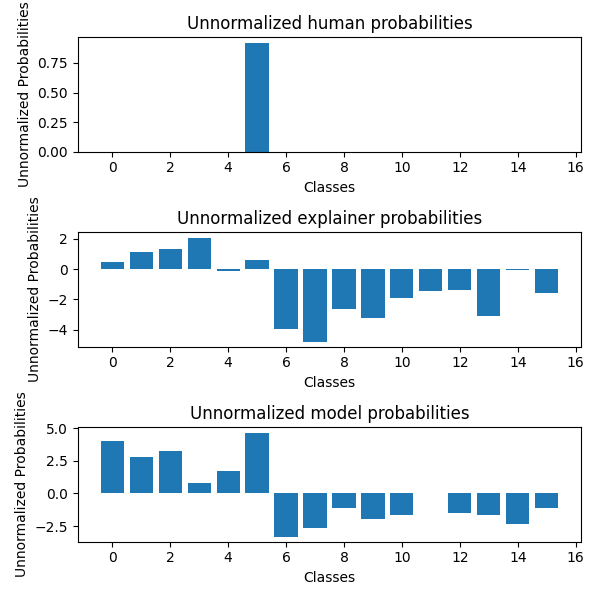 Unnormalized human probabilities
Unnormalized Probabilities
0.75
0.50
0.25
0.00
0 2 4 6 8 10 12 14 16
Classes
Unnormalized explainer probabilities
Unnormalized Probabilities
2
0
−2
−4
0 2 4 6 8 10 12 14 16
Classes
Unnormalized model probabilities
Unnormalized Probabilities
5.0
2.5
0.0
−2.5
0 2 4 6 8 10 12 14 16
Classes